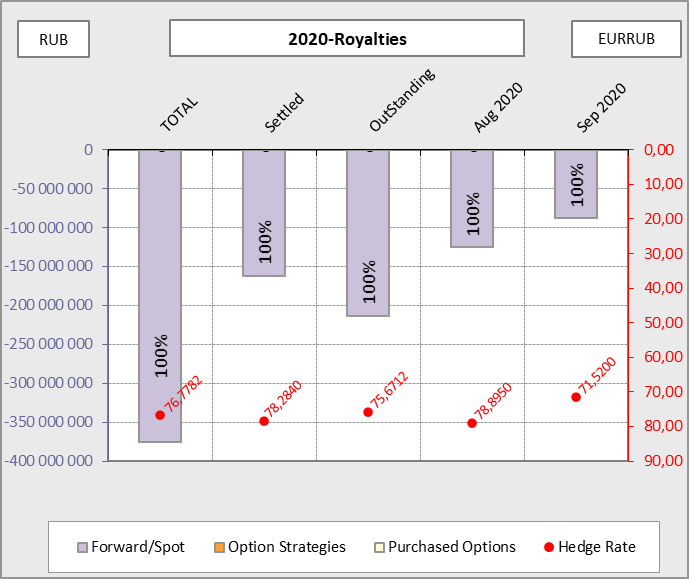 RUB
2020-Royalties
EURRUB
TOTAL
Settled
OutStanding
Aug 2020
Sep 2020
0
-50 000 000
-100 000 000
-150 000 000
-200 000 000
-250 000 000
-300 000 000
-350 000 000
-400 000 000
100%
100%
100%
100%
100%
76,7782
78,2840
75,6712
78,8950
71,5200
0,00
10,00
20,00
30,00
40,00
50,00
60,00
70,00
80,00
90,00
Forward/Spot
Option Strategies
Purchased Options
Hedge Rate